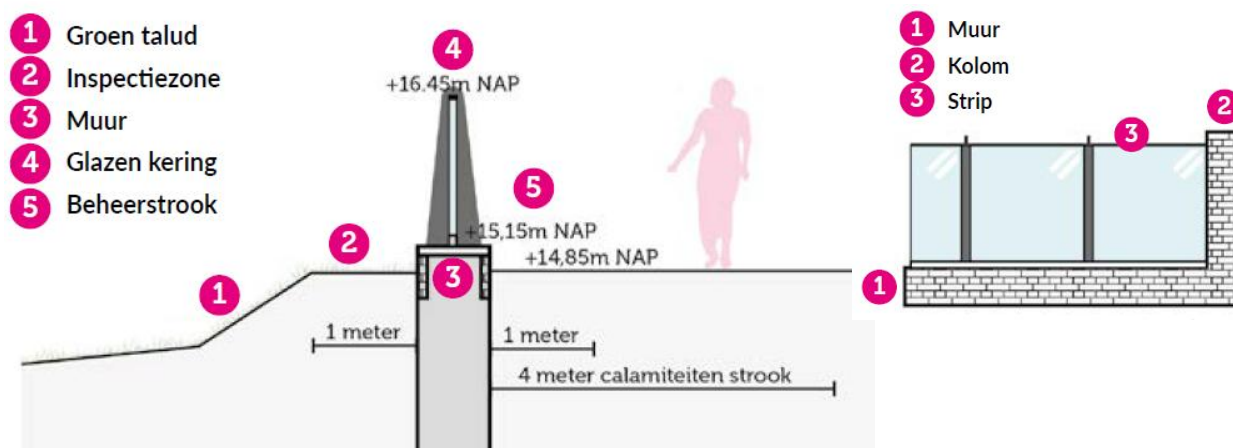 1 Groen talud
2 Inspectiezone
3 Muur
4 Glazen kering
5 Beheerstrook
4
+16.45m NAP
5
+15,15m NAP
+14,85m NAP
2
3
1
1 meter
1 meter
4 meter calamiteiten strook
1 Muur
2 Kolom
3 Strip
2
3
1